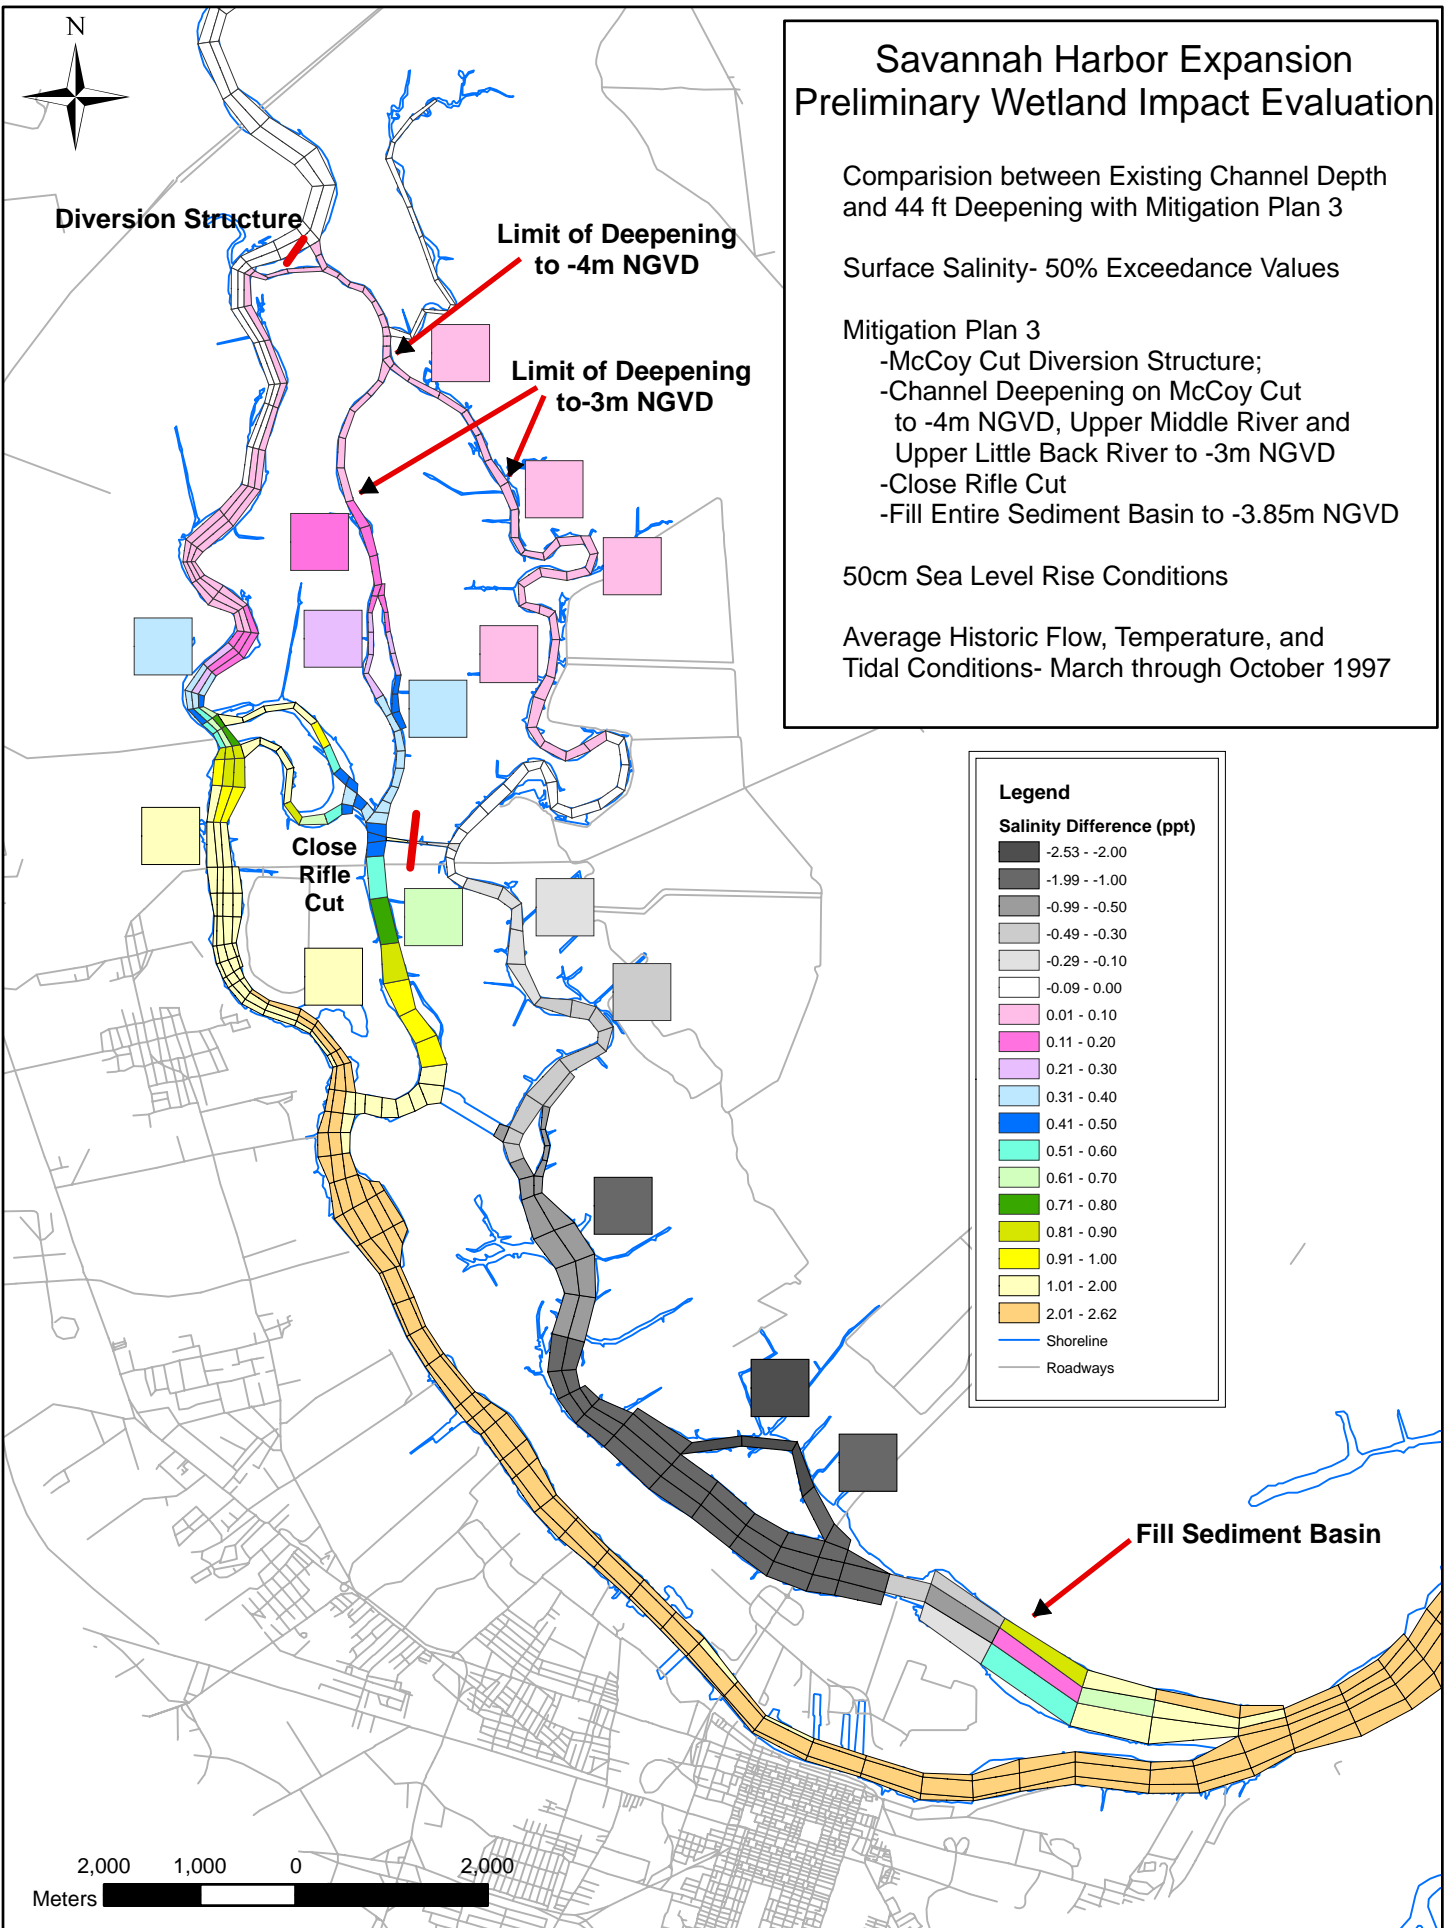 N
Savannah Harbor Expansion
Preliminary Wetland Impact Evaluation
Comparision between Existing Channel Depth
and 44 ft Deepening with Mitigation Plan 3
Surface Salinity- 50% Exceedance Values
Mitigation Plan 3
-McCoy Cut Diversion Structure;
-Channel Deepening on McCoy Cut
to -4m NGVD, Upper Middle River and
Upper Little Back River to -3m NGVD
-Close Rifle Cut
-Fill Entire Sediment Basin to -3.85m NGVD
50cm Sea Level Rise Conditions
Average Historic Flow, Temperature, and
Tidal Conditions- March through October 1997
Diversion Structure
Limit of Deepening
to -4m NGVD
Limit of Deepening
to-3m NGVD
Close
Rifle
Cut
Legend
Salinity Difference (ppt)
-2.53 - -2.00
-1.99 - -1.00
-0.99 - -0.50
-0.49 - -0.30
-0.29 - -0.10
-0.09 - 0.00
0.01 - 0.10
0.11 - 0.20
0.21 - 0.30
0.31 - 0.40
0.41 - 0.50
0.51 - 0.60
0.61 - 0.70
0.71 - 0.80
0.81 - 0.90
0.91 - 1.00
1.01 - 2.00
2.01 - 2.62
Shoreline
Roadways
Fill Sediment Basin
2,000 1,000 0 2,000
Meters